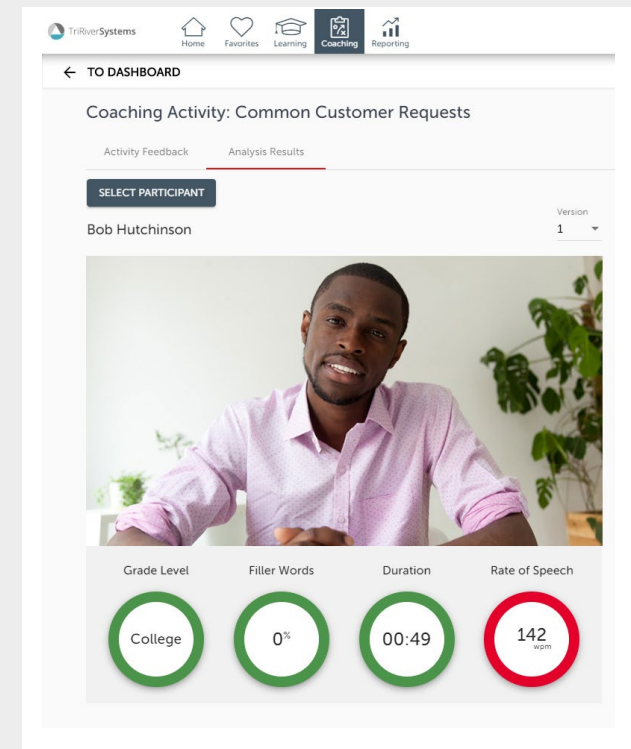 TriRiverSystems
Home Favorites Learning Coaching Reporting
← TO DASHBOARD
Coaching Activity: Common Customer Requests
Activity Feedback Analysis Results
SELECT PARTICIPANT
Version
Bob Hutchinson 1
Grade Level Filler Words Duration Rate of Speech
College 0% 00:49 142
wpm